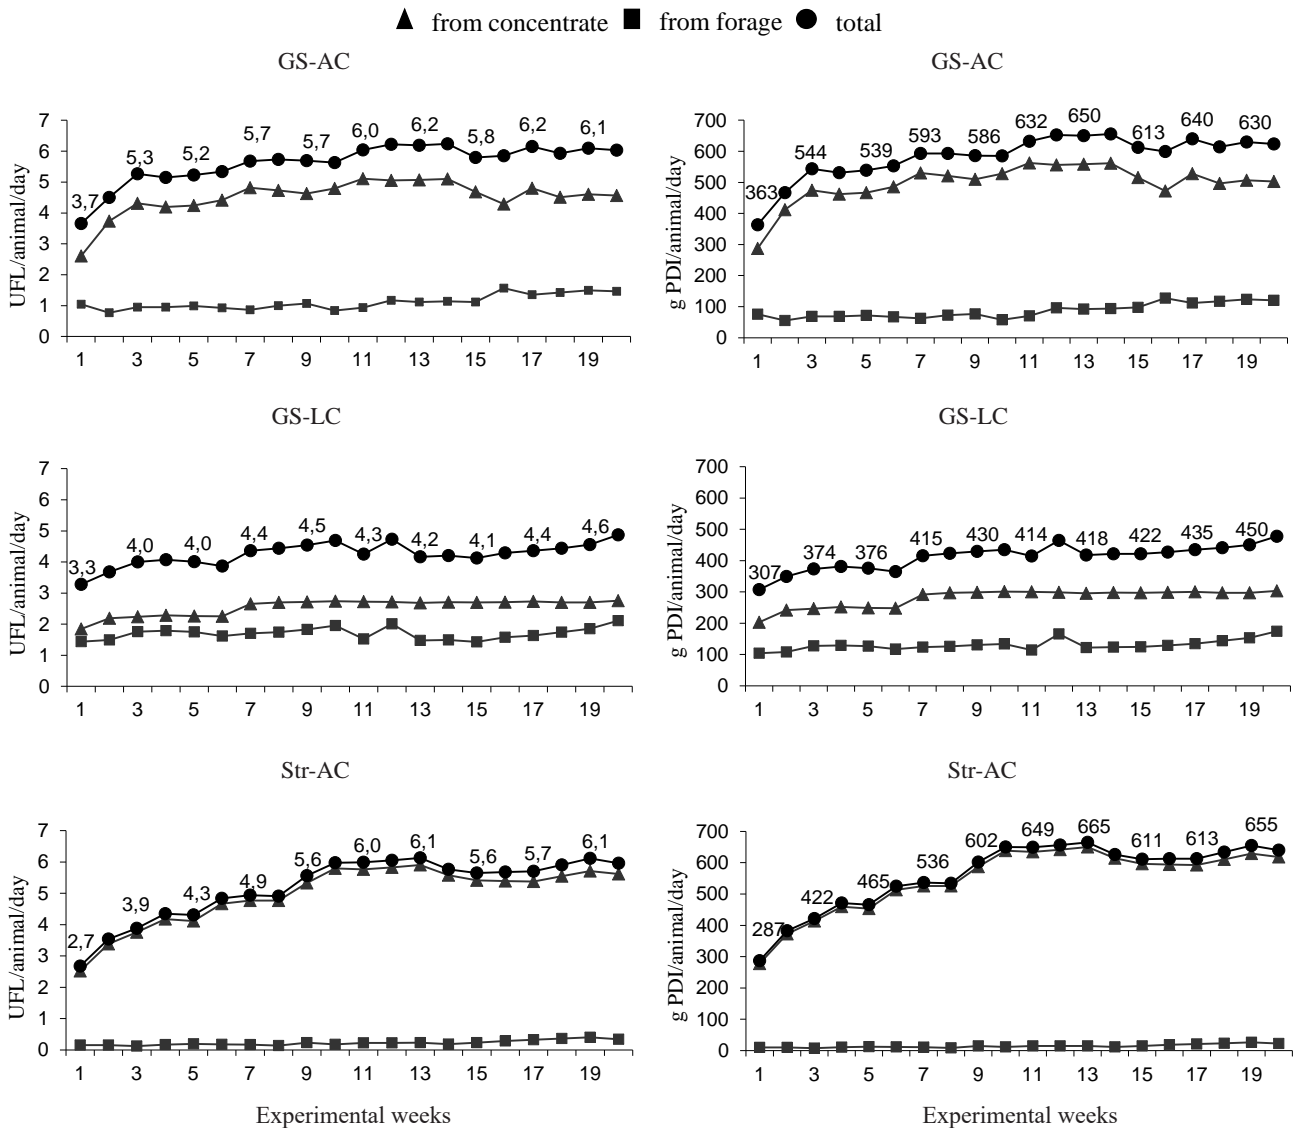 from concentrate from forage total
GS-AC
UFL/animal/day
7
6
5
4
3
2
1
0
3,7 5,3 5,2 5,7 5,7 6,0 6,2 5,8 6,2 6,1
1 3 5 7 9 11 13 15 17 19
GS-AC
g PDI/animal/day
700
600
500
400
300
200
100
0
363 544 539 593 586 632 650 613 640 630
1 3 5 7 9 11 13 15 17 19
GS-LC
UFL/animal/day
7
6
5
4
3
2
1
0
3,3 4,0 4,0 4,4 4,5 4,3 4,2 4,1 4,4 4,6
1 3 5 7 9 11 13 15 17 19
GS-LC
g PDI/animal/day
700
600
500
400
300
200
100
0
307 374 376 415 430 414 418 422 435 450
1 3 5 7 9 11 13 15 17 19
Str-AC
UFL/animal/day
7
6
5
4
3
2
1
0
2,7 3,9 4,3 4,9 5,6 6,0 6,1 5,6 5,7 6,1
1 3 5 7 9 11 13 15 17 19
Experimental weeks
Str-AC
g PDI/animal/day
700
600
500
400
300
200
100
0
287 422 465 536 602 649 665 611 613 655
1 3 5 7 9 11 13 15 17 19
Experimental weeks